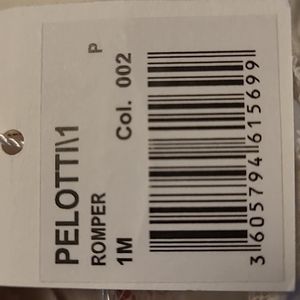 PELOTTI\1 P
ROMPER Col. 002
1M
3605794615699